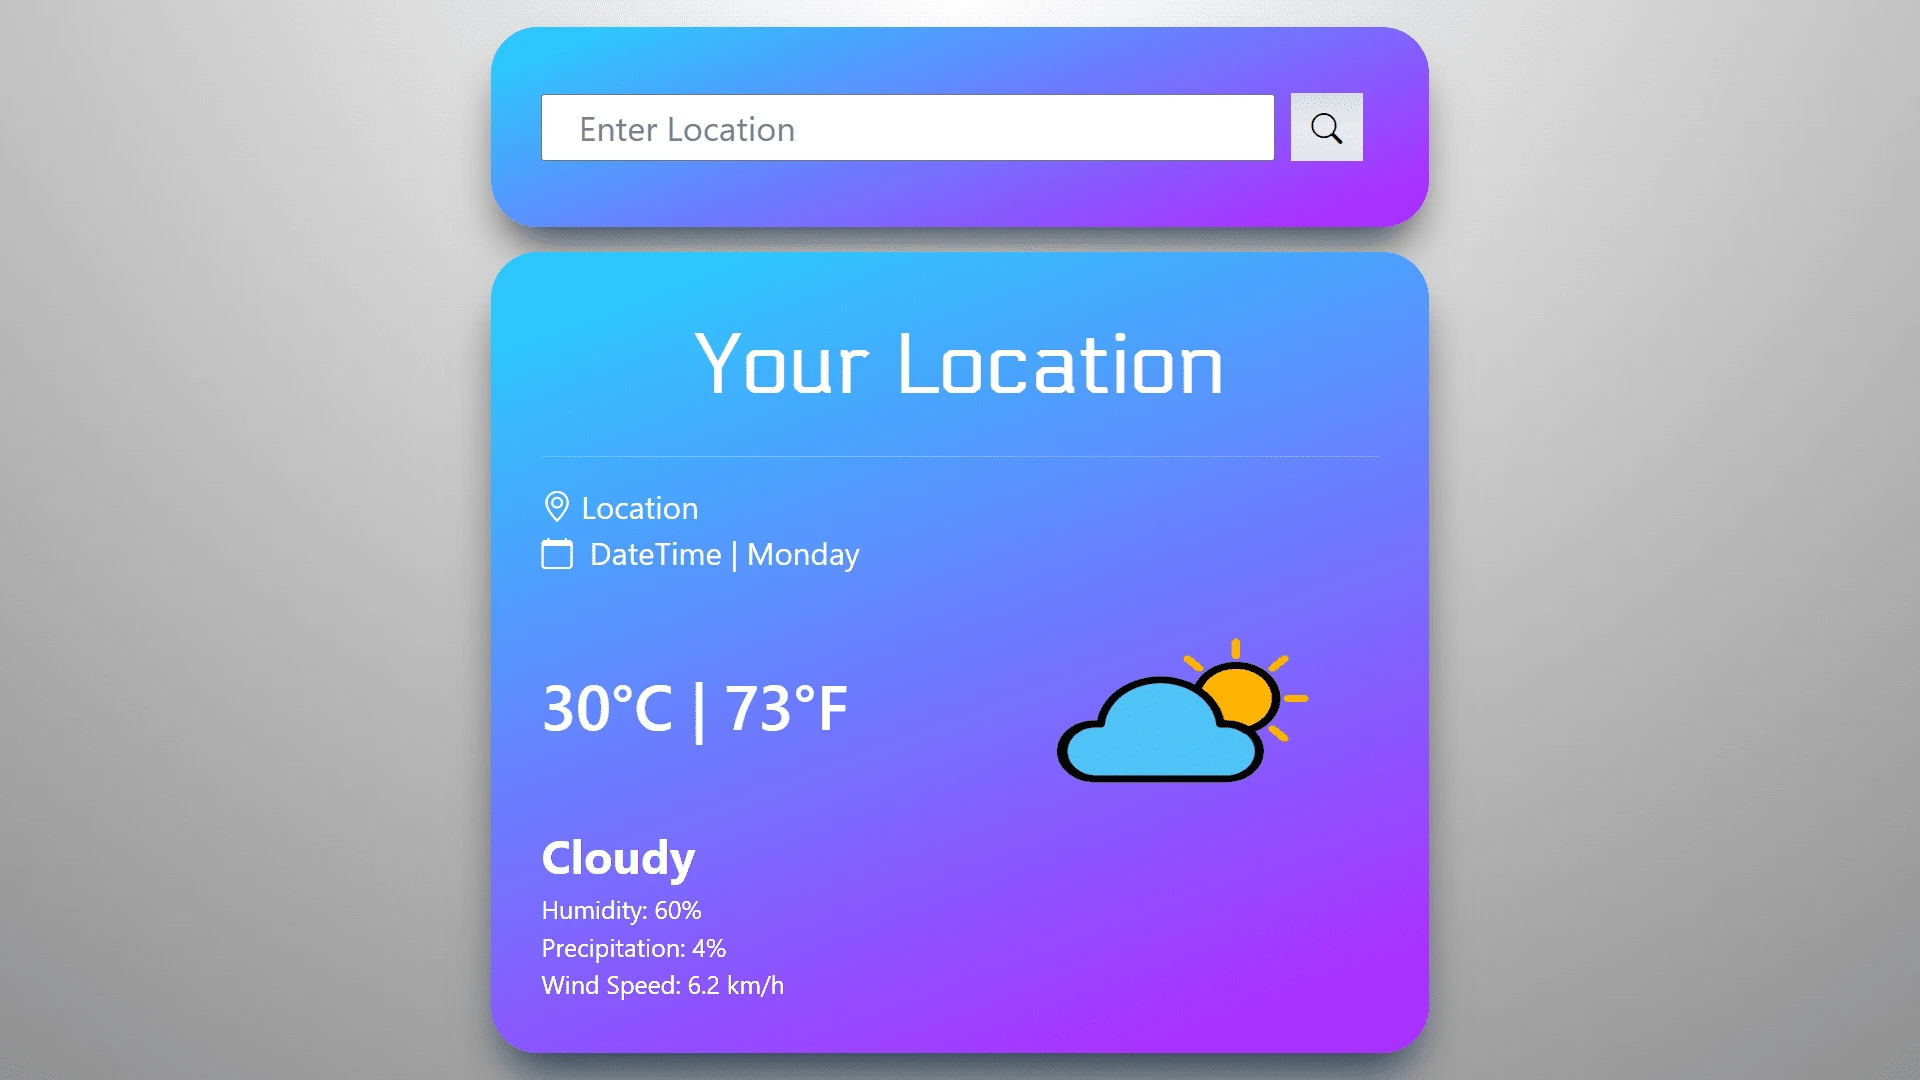 Enter Location
Your Location
Location
DateTime | Monday
30°C | 73°F
Cloudy
Humidity: 60%
Precipitation: 4%
Wind Speed: 6.2 km/h